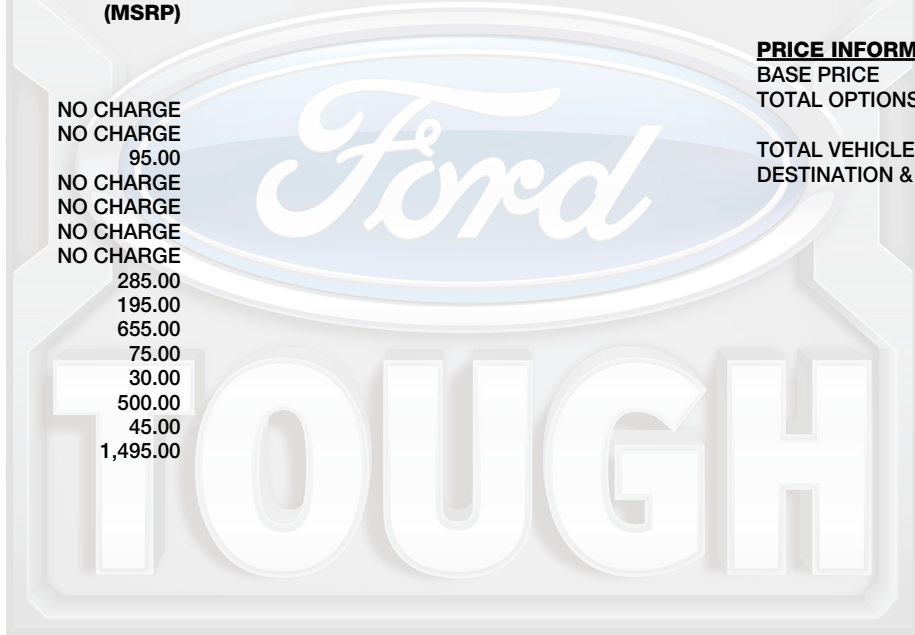 (MSRP)
NO CHARGE
NO CHARGE
95.00
NO CHARGE
NO CHARGE
NO CHARGE
NO CHARGE
285.00
195.00
655.00
75.00
30.00
500.00
45.00
1,495.00
PRICE INFORM
BASE PRICE
TOTAL OPTIONS
TOTAL VEHICLE
DESTINATION &
Ford
TOUGH